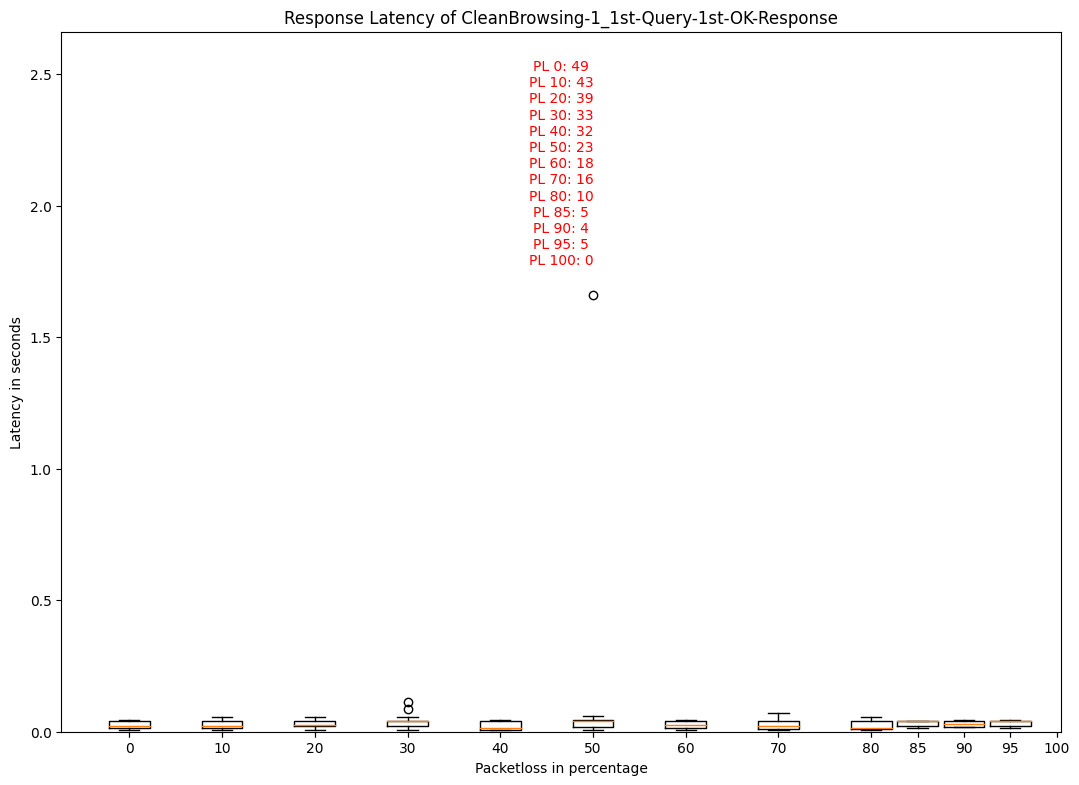 Response Latency of CleanBrowsing-1_1st-Query-1st-OK-Response
PL 0: 49
PL 10: 43
PL 20: 39
PL 30: 33
PL 40: 32
PL 50: 23
PL 60: 18
PL 70: 16
PL 80: 10
PL 85: 5
PL 90: 4
PL 95: 5
PL 100: 0
Latency in seconds
2.5
2.0
1.5
1.0
0.5
0.0
0 10 20 30 40 50 60 70 80 85 90 95 100
Packetloss in percentage